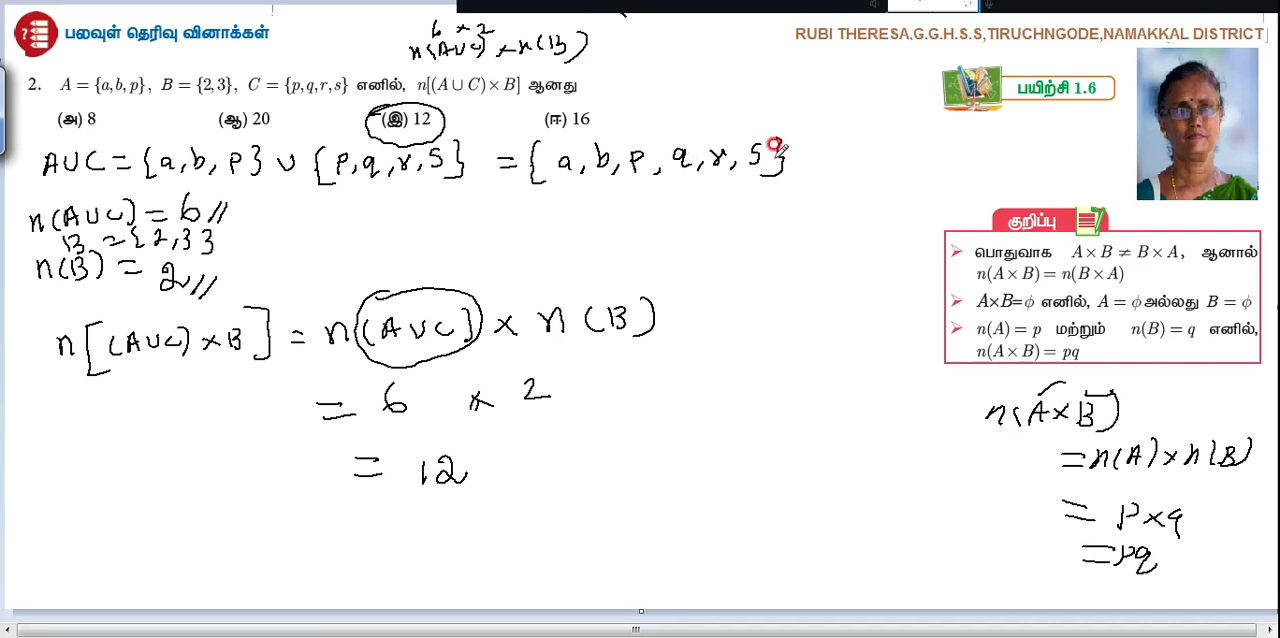 பலவுள் தெரிவு வினாக்கள்
6 × 2
n(A∪C) × n(B)
RUBI THERESA,G.G.H.S.S,TIRUCHNGODE,NAMAKKAL DISTRICT
2. A = {a,b,p}, B = {2,3}, C = {p,q,r,s} எனில், n[(A∪C)×B] ஆனது
(அ) 8 (ஆ) 20 (இ) 12 (ஈ) 16
பயிற்சி 1.6
A∪C = {a, b, p} ∪ {p, q, r, s} = {a, b, p, q, r, s}
n(A∪C) = 6//
B = {2,3}
n(B) = 2//
n[(A∪C) × B] = n(A∪C) × n(B)
= 6 × 2
= 12
குறிப்பு
பொதுவாக A×B ≠ B×A, ஆனால்
n(A×B) = n(B×A)
A×B=ϕ எனில், A = ϕ அல்லது B = ϕ
n(A) = p மற்றும் n(B) = q எனில்,
n(A×B) = pq
n(A×B)
= n(A) × n(B)
= p×q
= pq